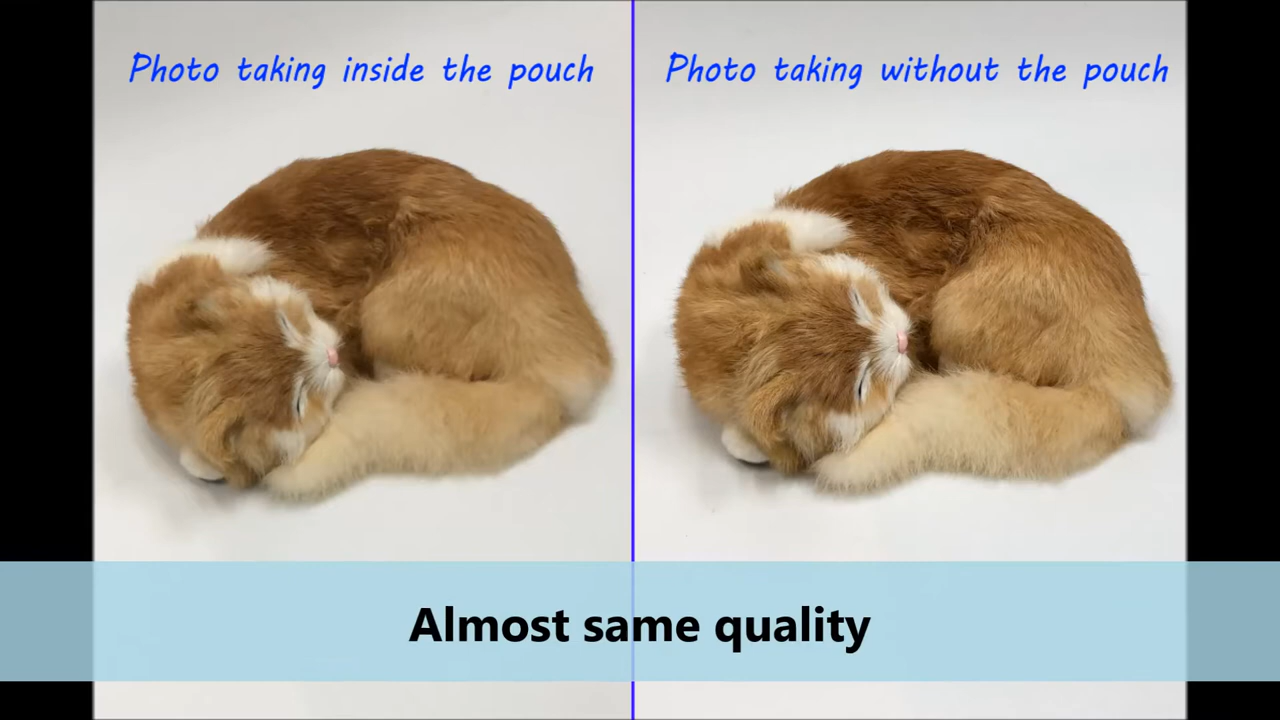 Photo taking inside the pouch
Photo taking without the pouch
Almost same quality